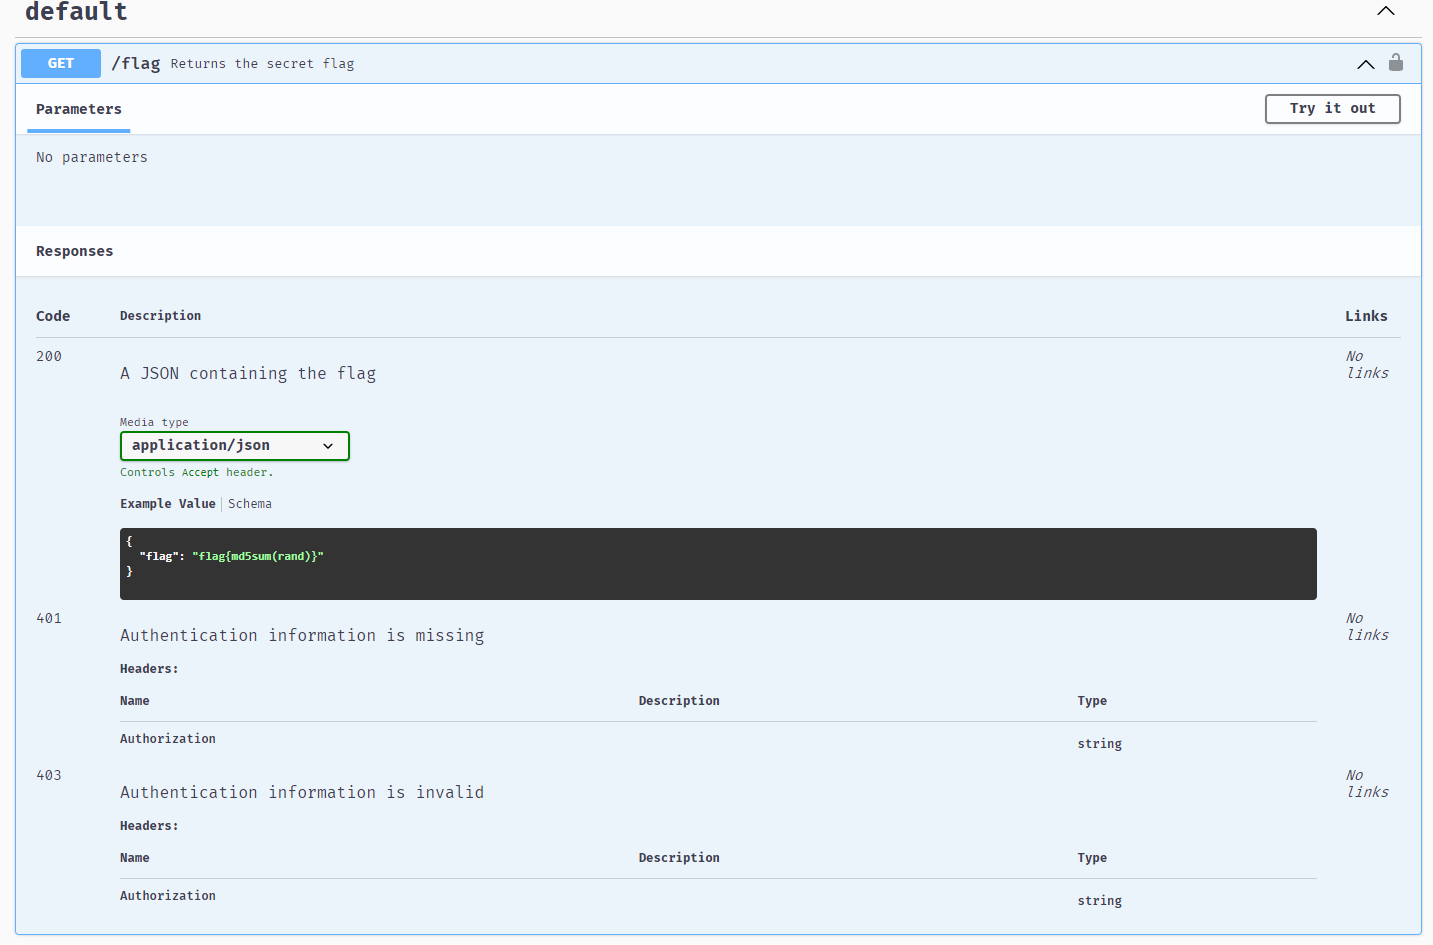 default
GET /flag Returns the secret flag
Parameters
Try it out
No parameters
Responses
Code Description Links
200
A JSON containing the flag
No links
Media type
application/json
Controls Accept header.
Example Value Schema
{
"flag": "flag{md5sum(rand)}"
}
401
Authentication information is missing
No links
Headers:
Name Description Type
Authorization string
403
Authentication information is invalid
No links
Headers:
Name Description Type
Authorization string